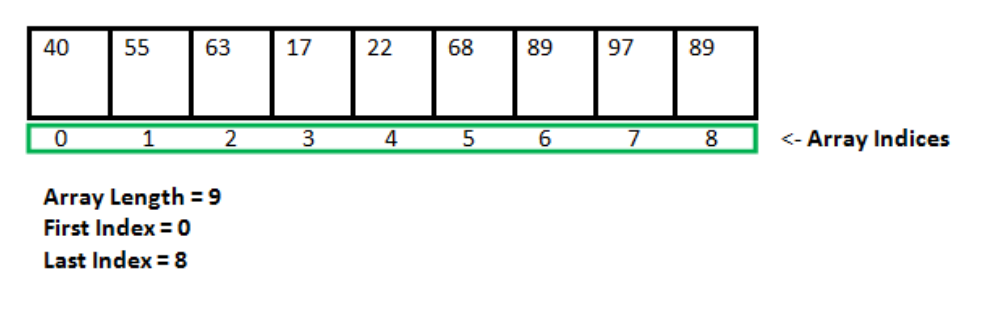 40 55 63 17 22 68 89 97 89
0 1 2 3 4 5 6 7 8 <- Array Indices
Array Length = 9
First Index = 0
Last Index = 8